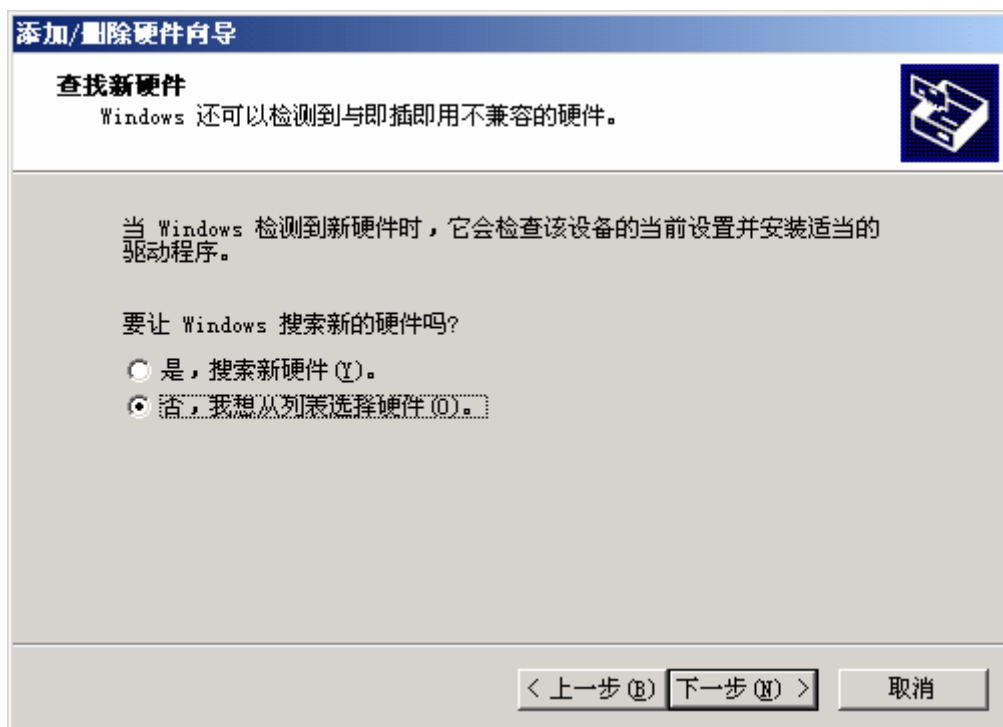 添加/删除硬件向导
查找新硬件
Windows 还可以检测到与即插即用不兼容的硬件。
当 Windows 检测到新硬件时，它会检查该设备的当前设置并安装适当的
驱动程序。
要让 Windows 搜索新的硬件吗?
是，搜索新硬件(Y)。
否，我想从列表选择硬件(O)。
< 上一步(B) 下一步(N) > 取消